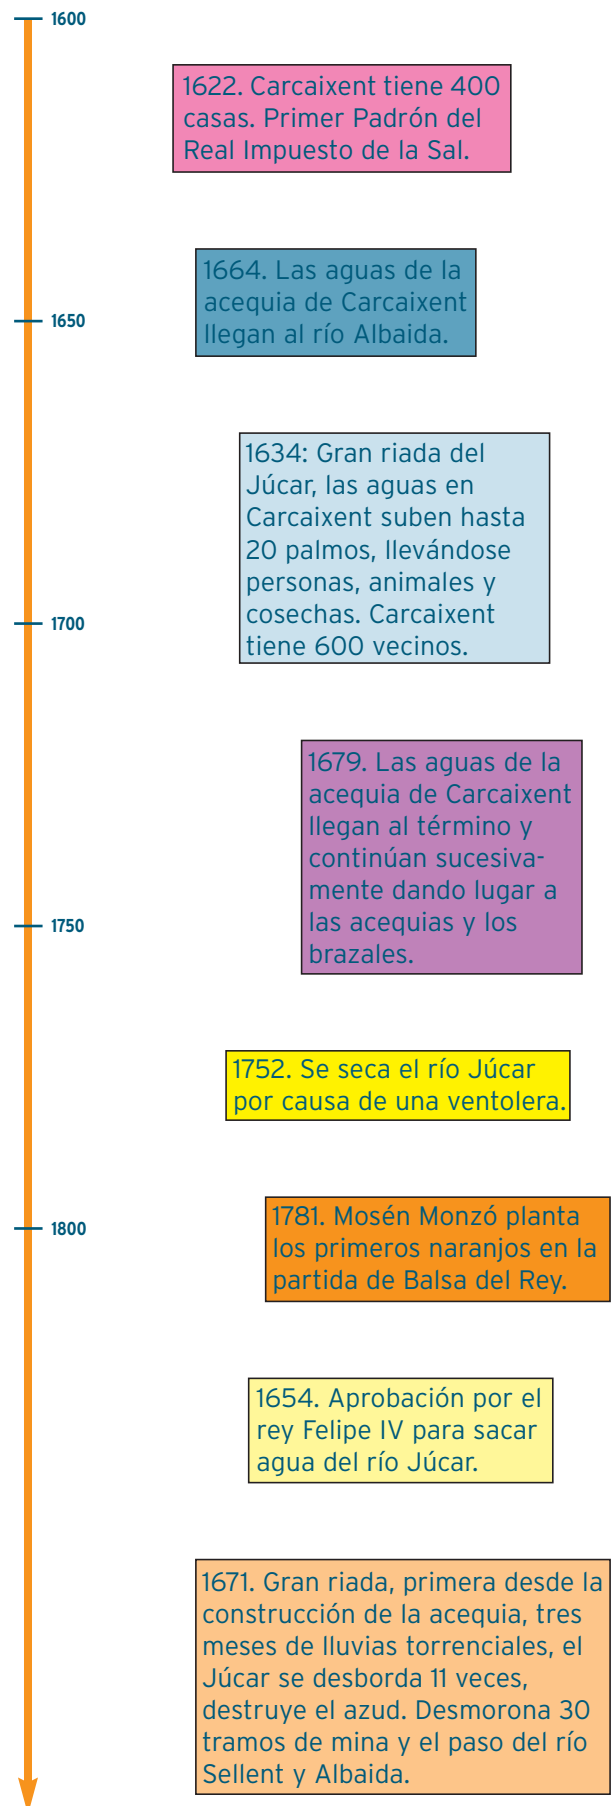 1600
1622. Carcaixent tiene 400
casas. Primer Padrón del
Real Impuesto de la Sal.
1664. Las aguas de la
acequia de Carcaixent
llegan al río Albaida.
1650
1634: Gran riada del
Júcar, las aguas en
Carcaixent suben hasta
20 palmos, llevándose
personas, animales y
cosechas. Carcaixent
tiene 600 vecinos.
1700
1679. Las aguas de la
acequia de Carcaixent
llegan al término y
continúan sucesiva-
mente dando lugar a
las acequias y los
brazales.
1750
1752. Se seca el río Júcar
por causa de una ventolera.
1781. Mosén Monzó planta
los primeros naranjos en la
partida de Balsa del Rey.
1800
1654. Aprobación por el
rey Felipe IV para sacar
agua del río Júcar.
1671. Gran riada, primera desde la
construcción de la acequia, tres
meses de lluvias torrenciales, el
Júcar se desborda 11 veces,
destruye el azud. Desmorona 30
tramos de mina y el paso del río
Sellent y Albaida.